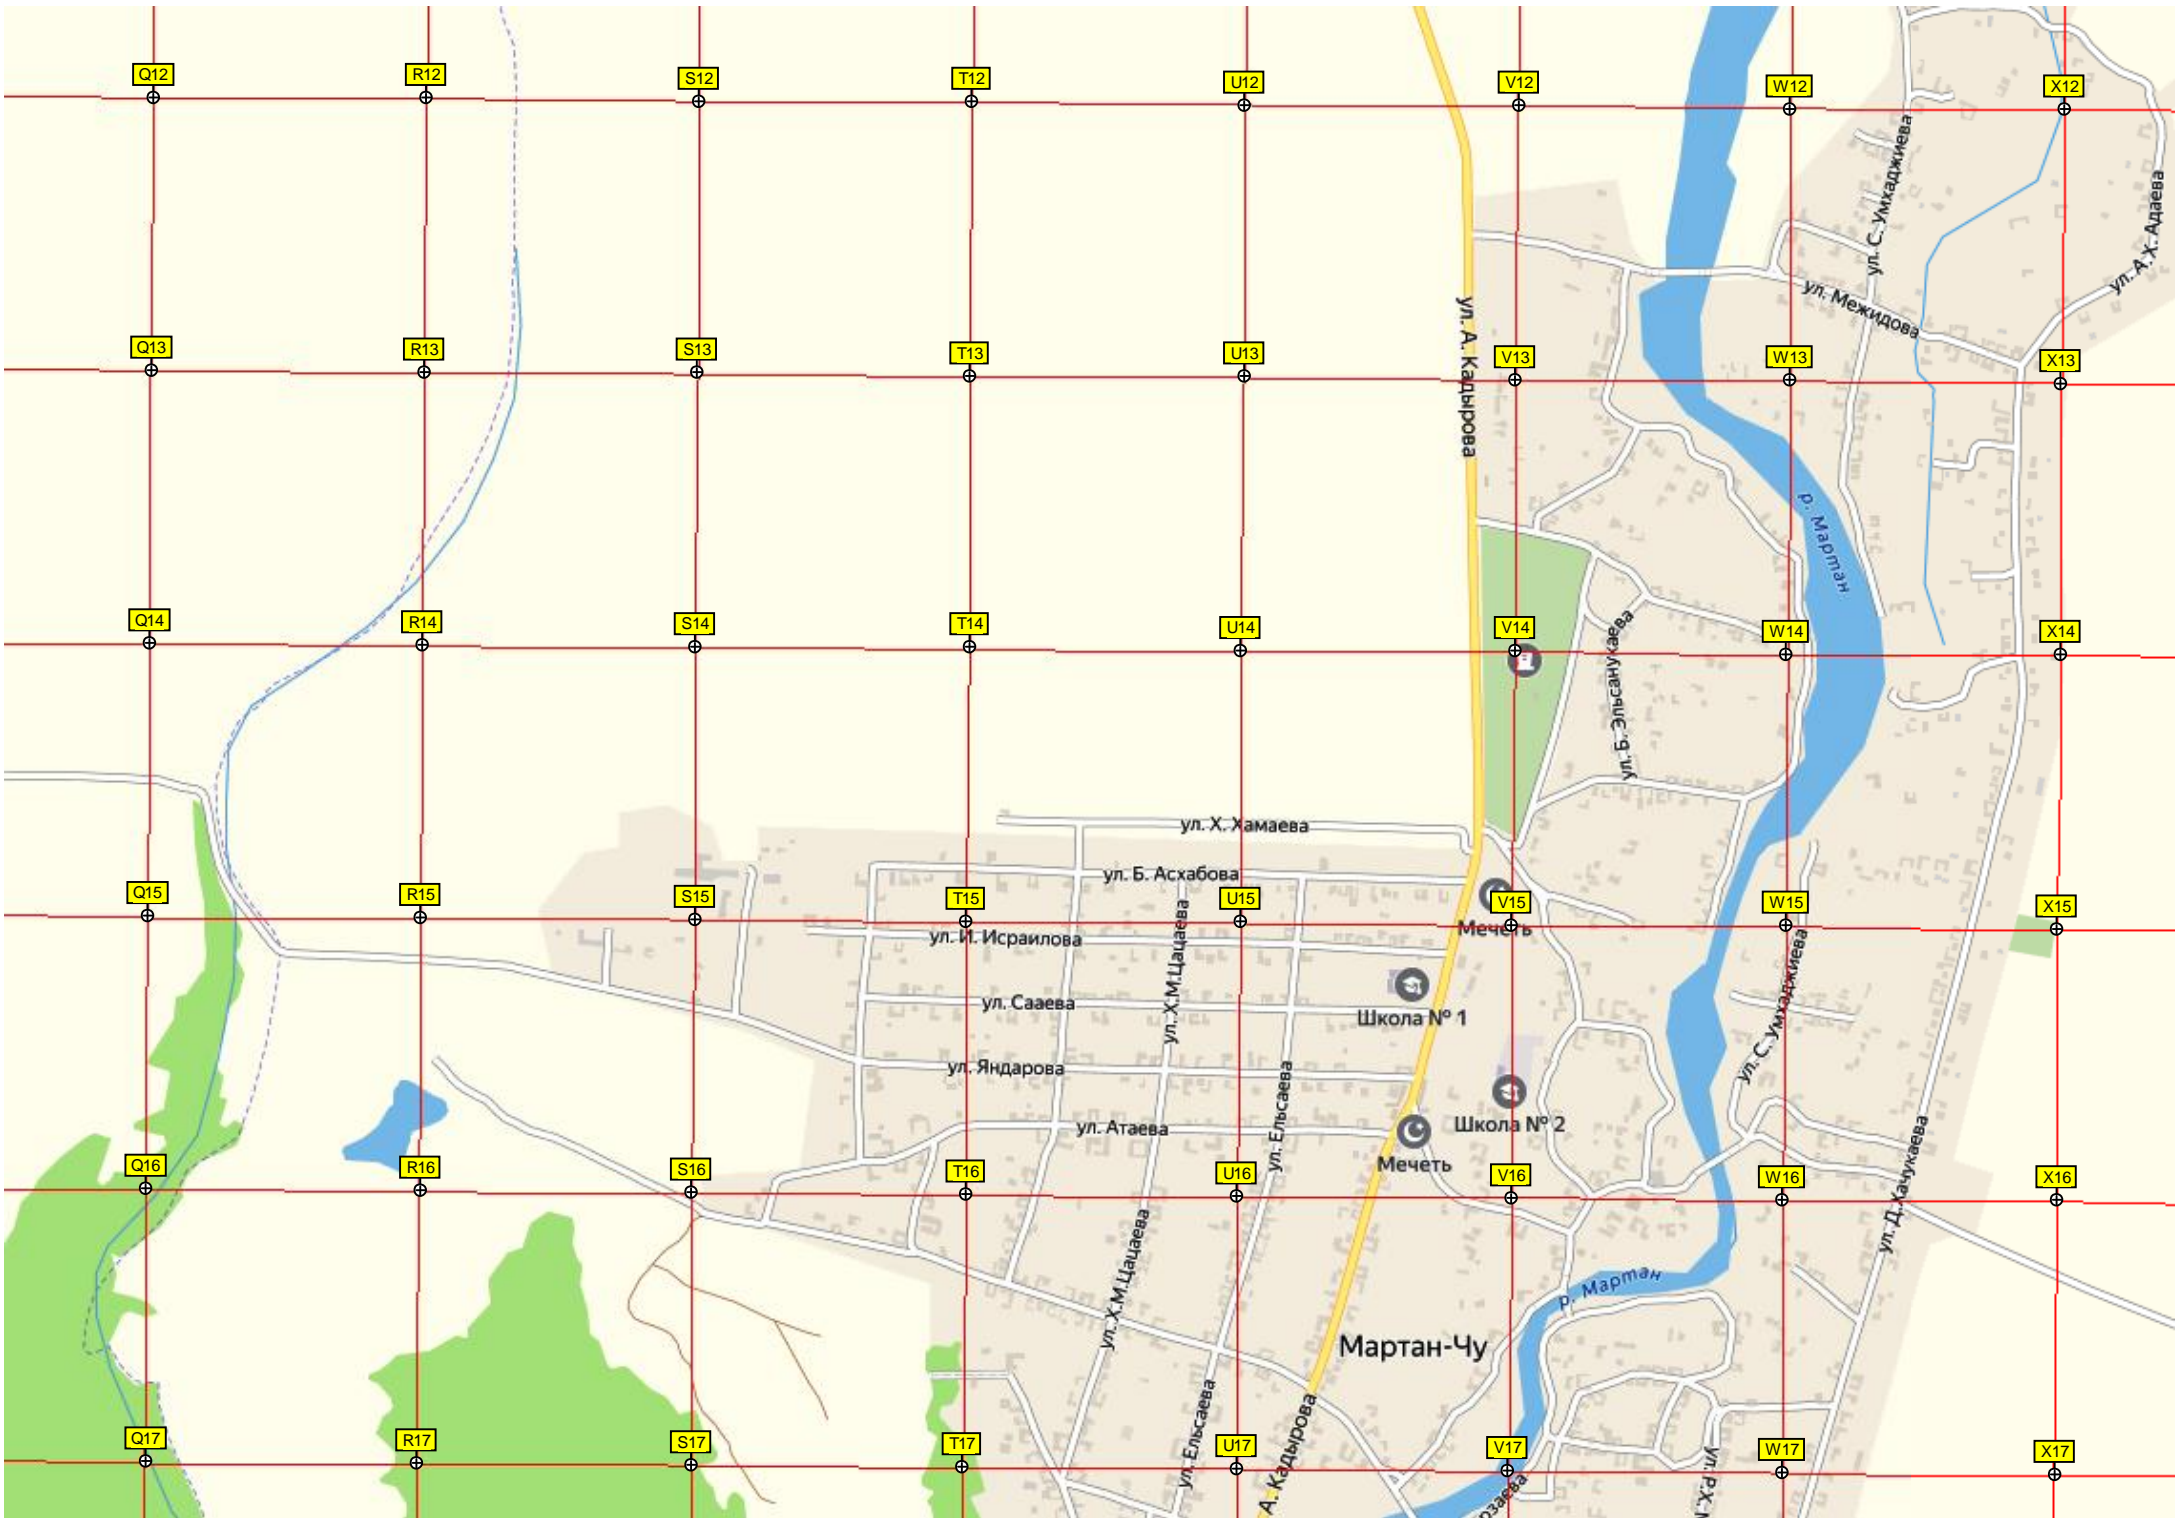 Q12
R12
S12
T12
U12
V12
W12
X12
ул. С. Умхаджиева
ул. А.Х. Адаева
ул. Межидова
ул. А. Кадырова
Q13
R13
S13
T13
U13
V13
W13
X13
р. Мартан
Q14
R14
S14
T14
U14
V14
W14
X14
ул. Б. Эльсанукаева
ул. Х. Хамаева
ул. Б. Асхабова
Q15
R15
S15
T15
U15
V15
W15
X15
Мечеть
ул. И. Исраилова
ул. Х.М.Цацаева
ул. Сааева
Школа № 1
ул. С. Умхаджиева
ул. Яндарова
ул. Ельсаева
ул. Атаева
Школа № 2
Мечеть
ул. Д.Хачукаева
Q16
R16
S16
T16
U16
V16
W16
X16
ул. Х.М.Цацаева
р. Мартан
Мартан-Чу
ул. Ельсаева
А. Кадырова
Q17
R17
S17
T17
U17
V17
W17
X17
ул. Р.Х.